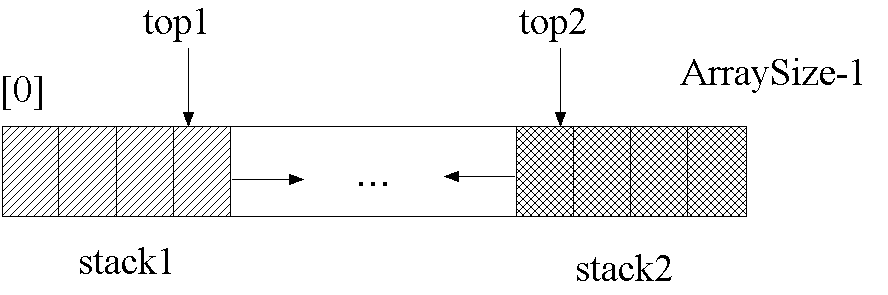 top1
top2
[0]
ArraySize-1
...
stack1
stack2